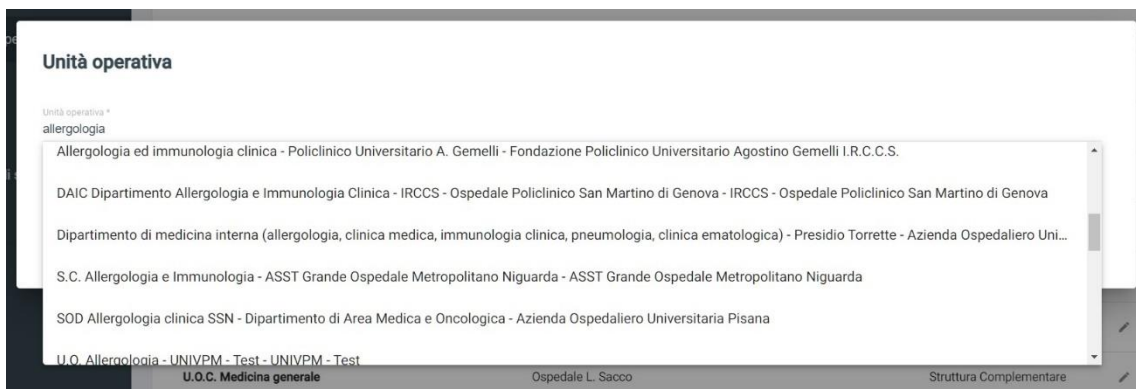 pe
Unità operativa
Unità operativa *
allergologia
Allergologia ed immunologia clinica - Policlinico Universitario A. Gemelli - Fondazione Policlinico Universitario Agostino Gemelli I.R.C.C.S.
DAIC Dipartimento Allergologia e Immunologia Clinica - IRCCS - Ospedale Policlinico San Martino di Genova - IRCCS - Ospedale Policlinico San Martino di Genova
Dipartimento di medicina interna (allergologia, clinica medica, immunologia clinica, pneumologia, clinica ematologica) - Presidio Torrette - Azienda Ospedaliero Uni...
S.C. Allergologia e Immunologia - ASST Grande Ospedale Metropolitano Niguarda - ASST Grande Ospedale Metropolitano Niguarda
SOD Allergologia clinica SSN - Dipartimento di Area Medica e Oncologica - Azienda Ospedaliero Universitaria Pisana
U.O. Allergologia - UNIVPM - Test - UNIVPM - Test
U.O.C. Medicina generale Ospedale L. Sacco Struttura Complementare